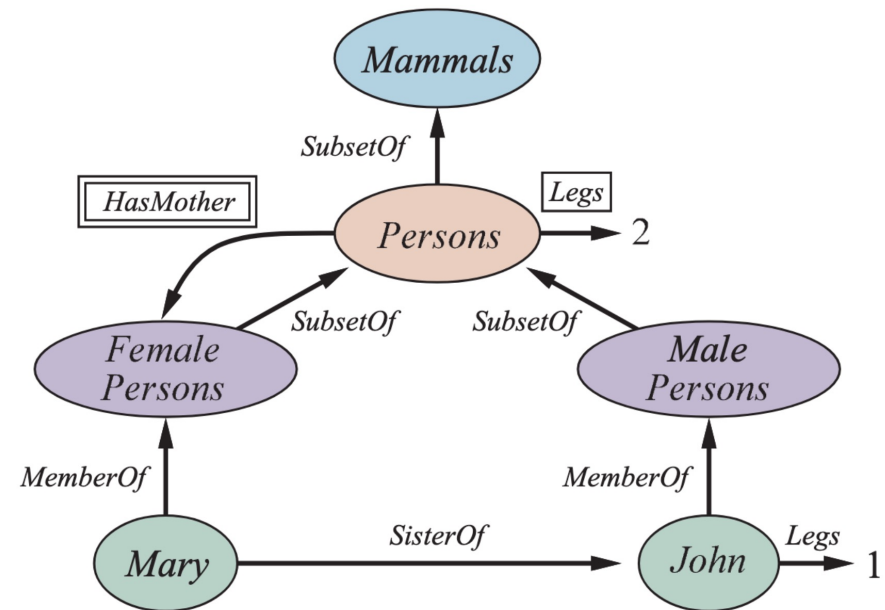 Mammals
SubsetOf
HasMother
Legs
Persons
2
SubsetOf
SubsetOf
Female
Persons
Male
Persons
MemberOf
MemberOf
SisterOf
Legs
Mary
John
1